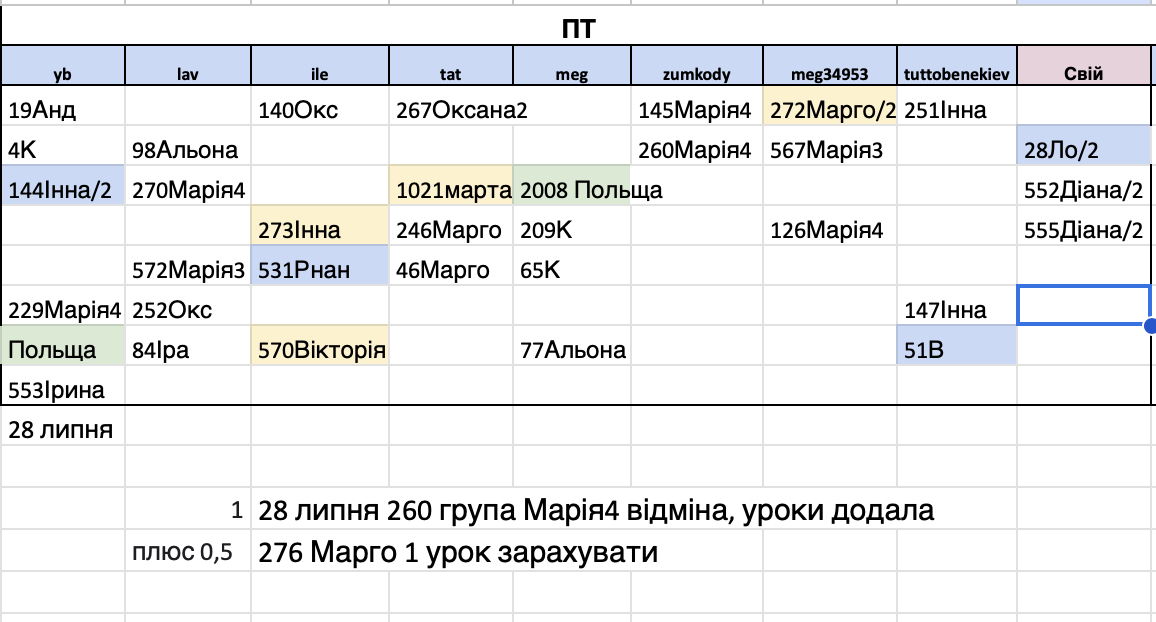 ПТ
yb lav ile tat meg zumkody meg34953 tuttobenekiev Свій
19Анд 140Окс 267Оксана2 145Марія4 272Марго/2 251Інна
4К 98Альона 260Марія4 567Марія3 28Ло/2
144Інна/2 270Марія4 1021марта 2008 Польща 552Діана/2
273Інна 246Марго 209К 126Марія4 555Діана/2
572Марія3 531Рнан 46Марго 65К
229Марія4 252Окс 147Інна
Польща 84Іра 570Вікторія 77Альона 51В
553Ірина
28 липня
1 28 липня 260 група Марія4 відміна, уроки додала
плюс 0,5 276 Марго 1 урок зарахувати